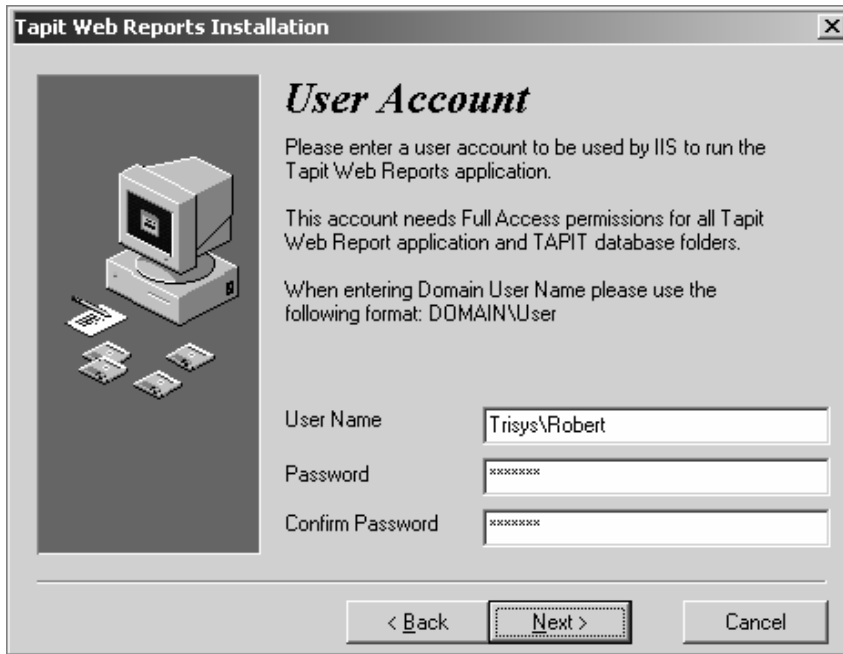 Tapit Web Reports Installation
User Account
Please enter a user account to be used by IIS to run the
Tapit Web Reports application.
This account needs Full Access permissions for all Tapit
Web Report application and TAPIT database folders.
When entering Domain User Name please use the
following format: DOMAIN\User
User Name
Trisys\Robert
Password
*******
Confirm Password
*******
< Back
Next >
Cancel